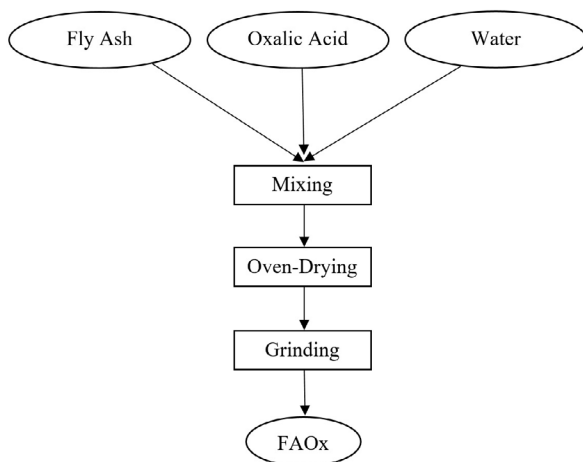 Fly Ash
Oxalic Acid
Water
Mixing
Oven-Drying
Grinding
FAOx